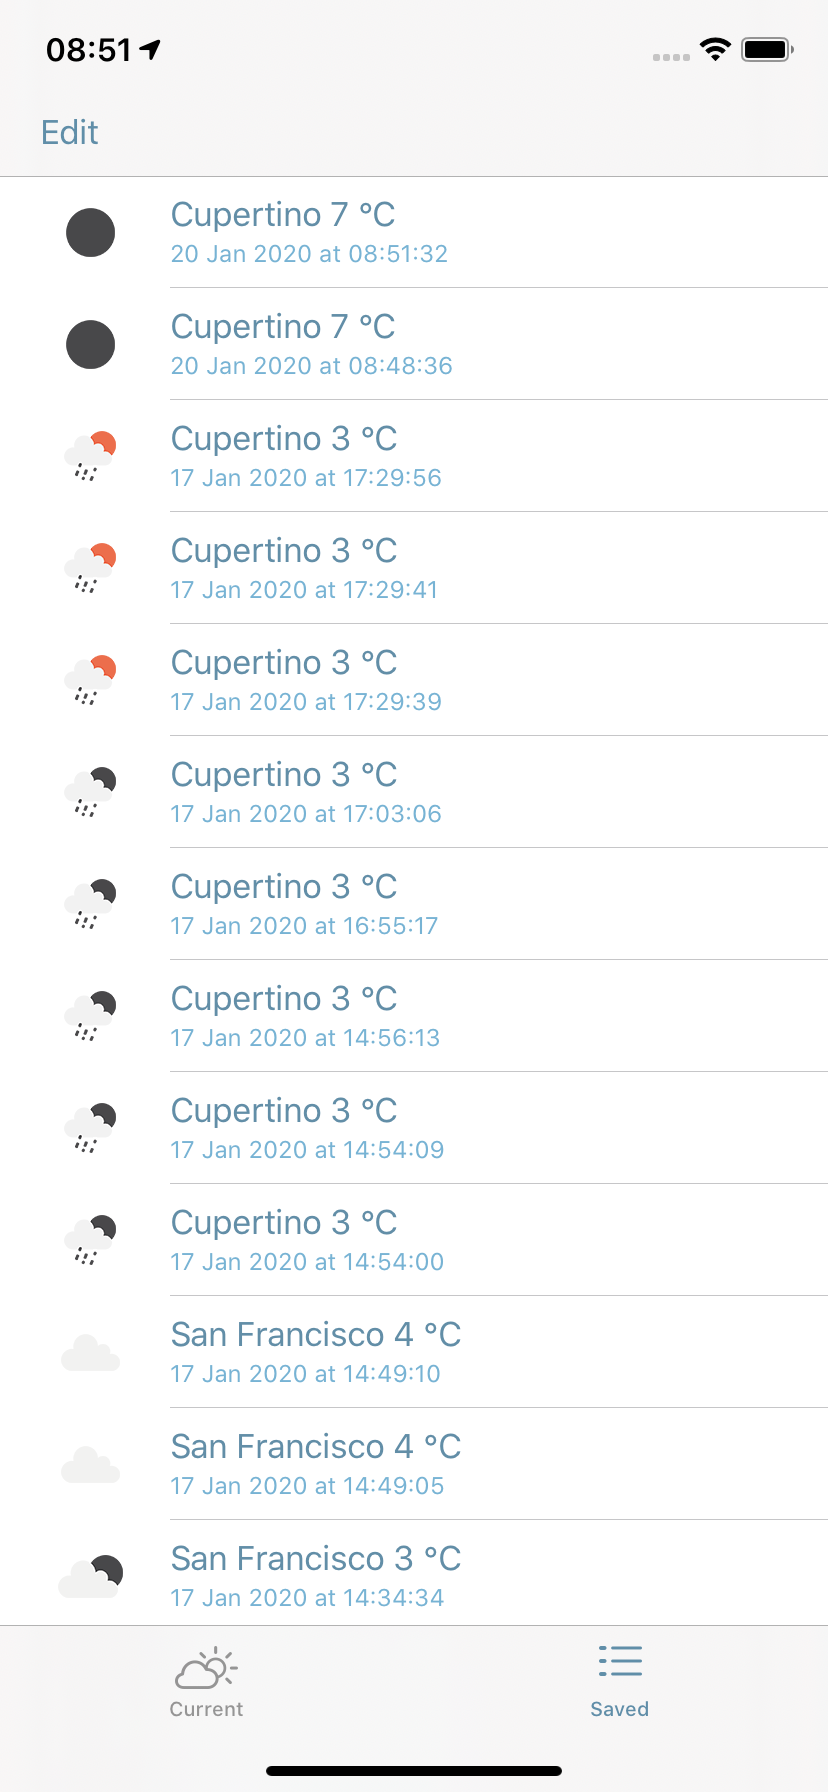 08:51
Edit
Cupertino 7 °C
20 Jan 2020 at 08:51:32
Cupertino 7 °C
20 Jan 2020 at 08:48:36
Cupertino 3 °C
17 Jan 2020 at 17:29:56
Cupertino 3 °C
17 Jan 2020 at 17:29:41
Cupertino 3 °C
17 Jan 2020 at 17:29:39
Cupertino 3 °C
17 Jan 2020 at 17:03:06
Cupertino 3 °C
17 Jan 2020 at 16:55:17
Cupertino 3 °C
17 Jan 2020 at 14:56:13
Cupertino 3 °C
17 Jan 2020 at 14:54:09
Cupertino 3 °C
17 Jan 2020 at 14:54:00
San Francisco 4 °C
17 Jan 2020 at 14:49:10
San Francisco 4 °C
17 Jan 2020 at 14:49:05
San Francisco 3 °C
17 Jan 2020 at 14:34:34
Current
Saved